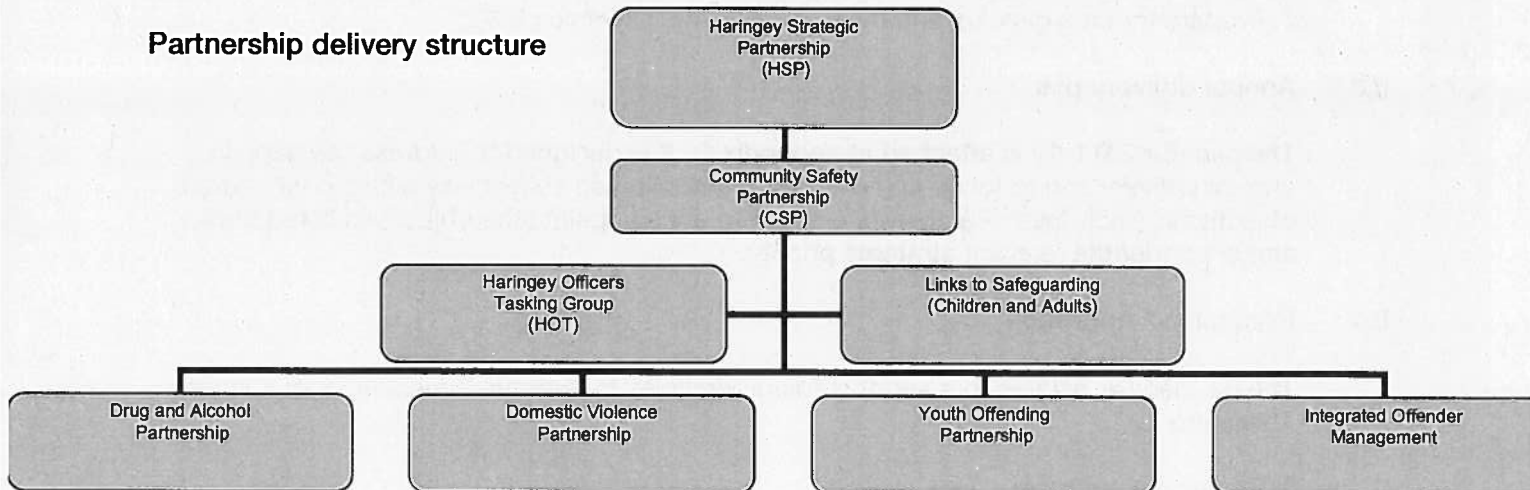 Partnership delivery structure
Haringey Strategic
Partnership
(HSP)
Community Safety
Partnership
(CSP)
Haringey Officers
Tasking Group
(HOT)
Links to Safeguarding
(Children and Adults)
Drug and Alcohol
Partnership
Domestic Violence
Partnership
Youth Offending
Partnership
Integrated Offender
Management